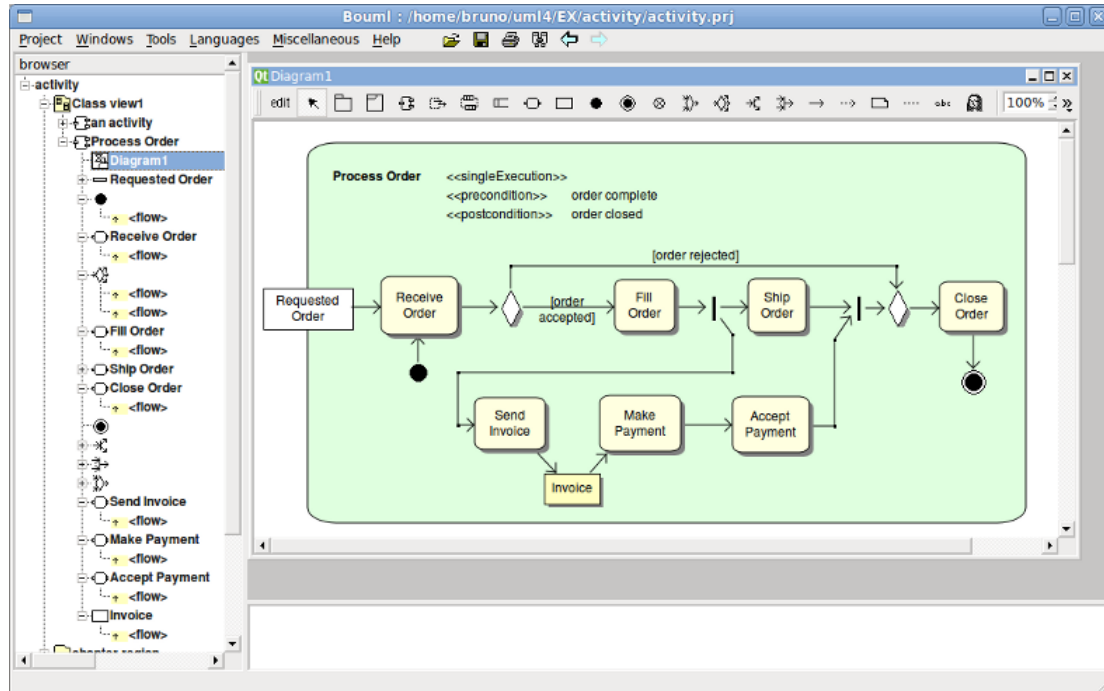 Bouml : /home/bruno/uml4/EX/activity/activity.prj
Project Windows Tools Languages Miscellaneous Help
browser
activity
Class view1
an activity
Process Order
Diagram1
Requested Order
<flow>
Receive Order
<flow>
<flow>
<flow>
Fill Order
<flow>
Ship Order
Close Order
<flow>
Send Invoice
<flow>
Make Payment
<flow>
Accept Payment
<flow>
Invoice
<flow>
chapter region
Qt Diagram1
edit
abc
100%
Process Order <<singleExecution>>
<<precondition>> order complete
<<postcondition>> order closed
[order rejected]
Requested
Order
Receive
Order
[order
accepted]
Fill
Order
Ship
Order
Close
Order
Send
Invoice
Make
Payment
Accept
Payment
Invoice